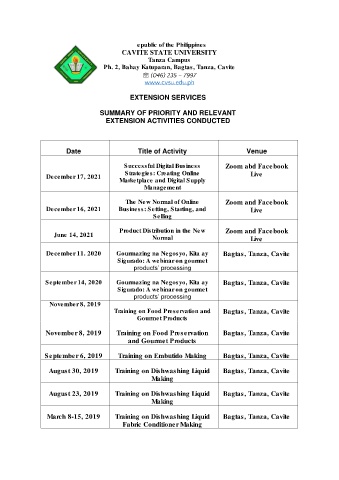 epublic of the Philippines
CAVITE STATE UNIVERSITY
Tanza Campus
Ph. 2, Bahay Katuparan, Bagtas, Tanza, Cavite
☏ (046) 235 – 7997
www.cvsu.edu.ph
EXTENSION SERVICES
SUMMARY OF PRIORITY AND RELEVANT
EXTENSION ACTIVITIES CONDUCTED
Date Title of Activity Venue
December 17, 2021
Successful Digital Business
Strategies: Creating Online
Marketplace and Digital Supply
Management
Zoom abd Facebook
Live
December 16, 2021
The New Normal of Online
Business: Setting, Starting, and
Selling
Zoom and Facebook
Live
June 14, 2021
Product Distribution in the New
Normal
Zoom and Facebook
Live
December 11. 2020
Gourmazing na Negosyo, Kita ay
Sigurado: A webinar on gourmet
products' processing
Bagtas, Tanza, Cavite
September 14, 2020
Gourmazing na Negosyo, Kita ay
Sigurado: A webinar on gourmet
products' processing
Bagtas, Tanza, Cavite
November 8, 2019
Training on Food Preservation and
Gourmet Products
Bagtas, Tanza, Cavite
November 8, 2019
Training on Food Preservation
and Gourmet Products
Bagtas, Tanza, Cavite
September 6, 2019 Training on Embutido Making Bagtas, Tanza, Cavite
August 30, 2019
Training on Dishwashing Liquid
Making
Bagtas, Tanza, Cavite
August 23, 2019
Training on Dishwashing Liquid
Making
Bagtas, Tanza, Cavite
March 8-15, 2019
Training on Dishwashing Liquid
Fabric Conditioner Making
Bagtas, Tanza, Cavite